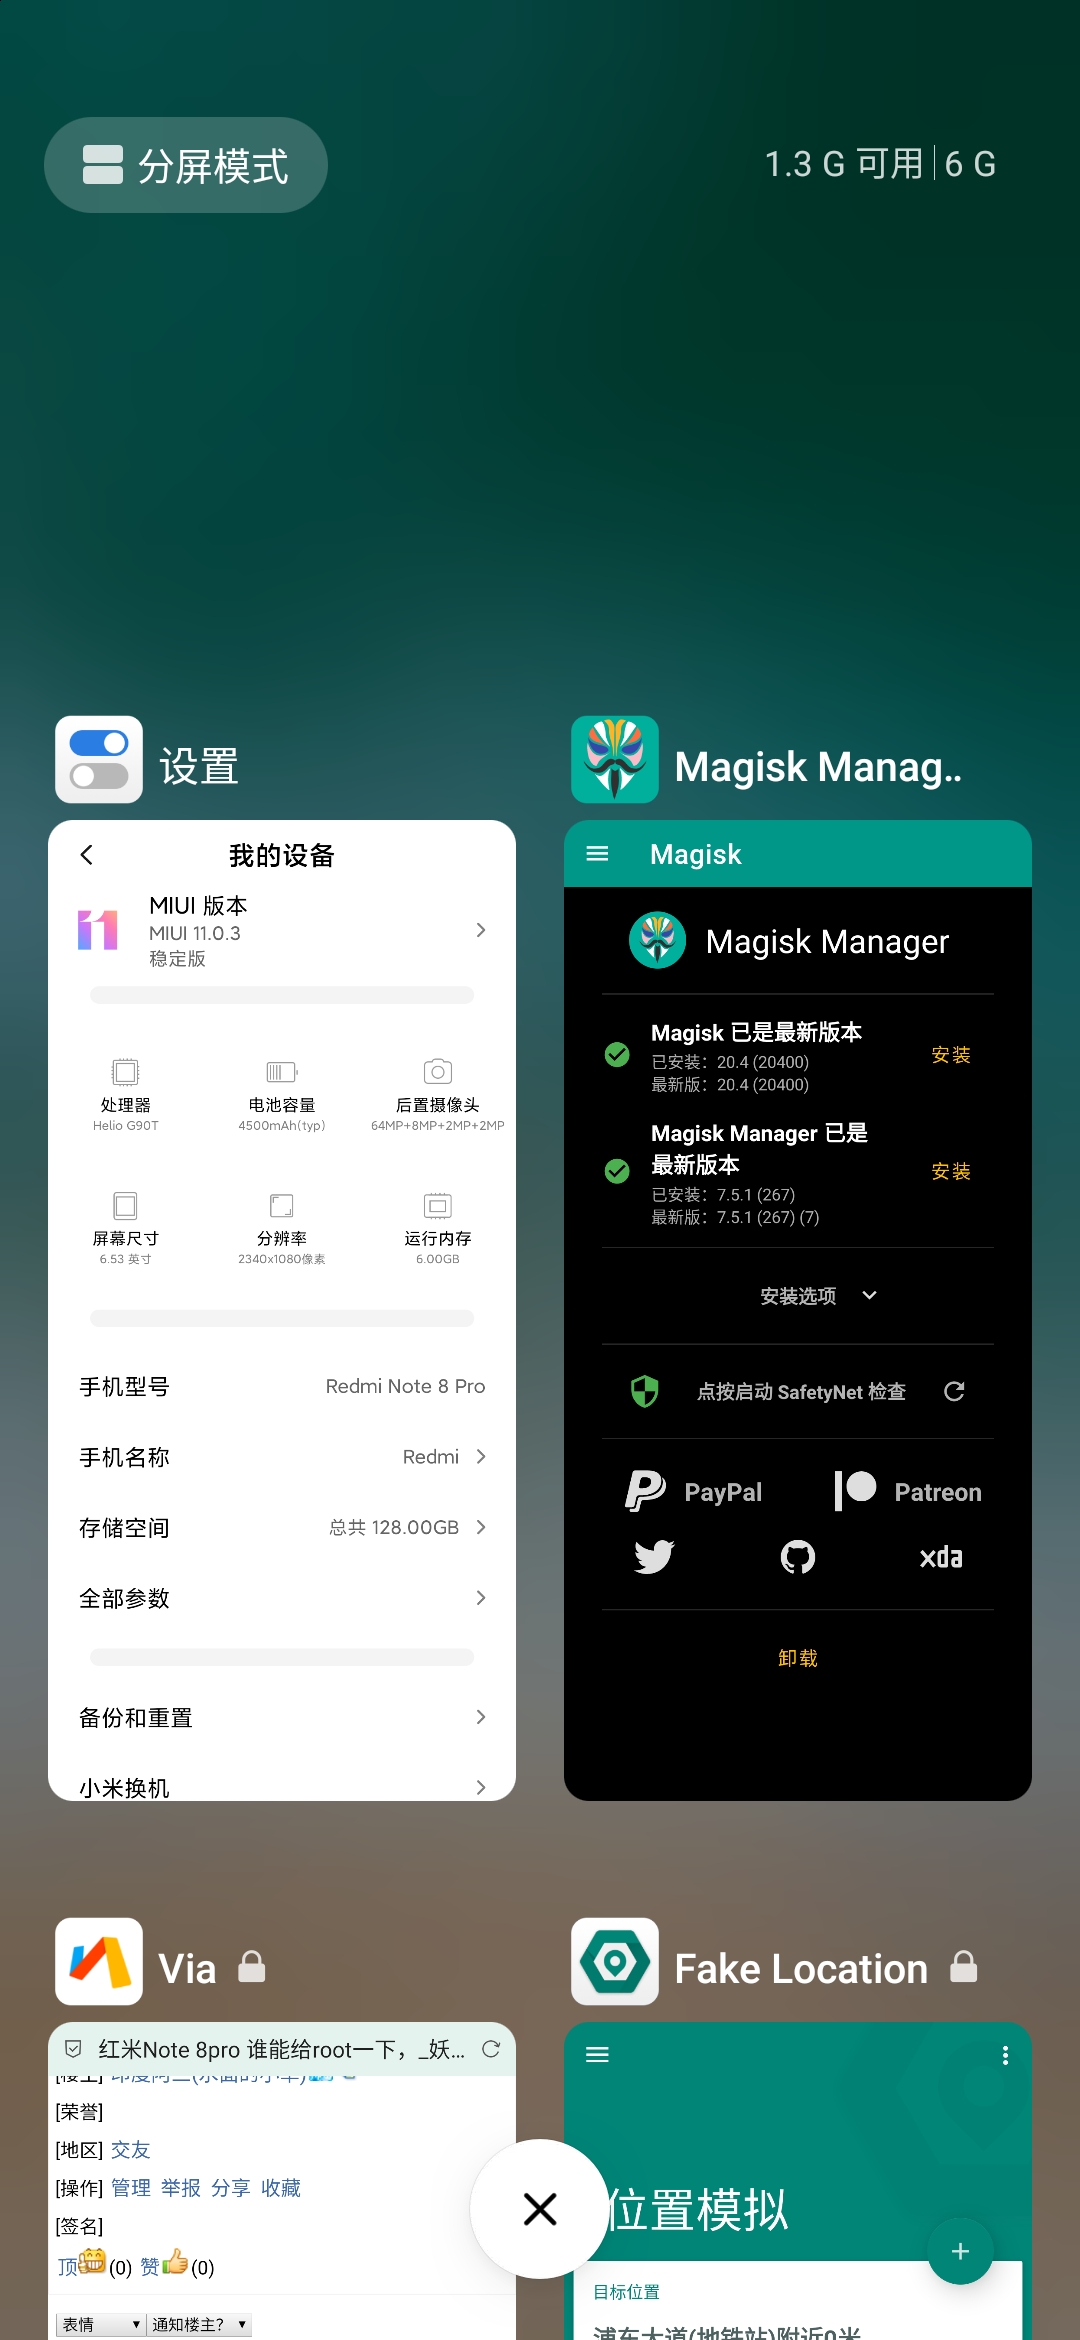 分屏模式
1.3 G 可用 | 6 G
设置
我的设备
MIUI 版本
MIUI 11.0.3
稳定版
处理器
Helio G90T
电池容量
4500mAh(typ)
后置摄像头
64MP+8MP+2MP+2MP
屏幕尺寸
6.53 英寸
分辨率
2340x1080像素
运行内存
6.00GB
手机型号 Redmi Note 8 Pro
手机名称 Redmi
存储空间 总共 128.00GB
全部参数
备份和重置
小米换机
Magisk Manag..
Magisk
Magisk Manager
Magisk 已是最新版本
已安装：20.4 (20400)
最新版：20.4 (20400)
安装
Magisk Manager 已是
最新版本
已安装：7.5.1 (267)
最新版：7.5.1 (267) (7)
安装
安装选项
点按启动 SafetyNet 检查
PayPal
Patreon
xda
卸载
Via
红米Note 8pro 谁能给root一下，_妖...
[荣誉]
[地区] 交友
[操作] 管理 举报 分享 收藏
[签名]
顶(0) 赞(0)
表情 通知楼主？
Fake Location
位置模拟
目标位置
浦东大道(地铁站)附近0米